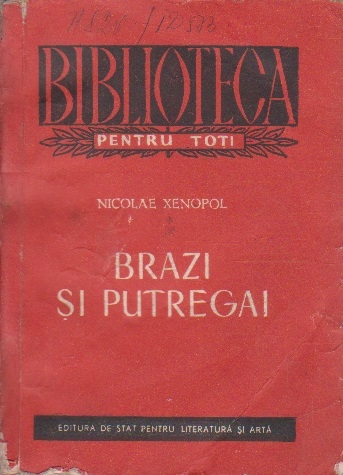 BIBLIOTECA
PENTRU TOTI
NICOLAE XENOPOL
BRAZI
ȘI PUTREGAI
EDITURA DE STAT PENTRU LITERATURĂ ȘI ARTĂ